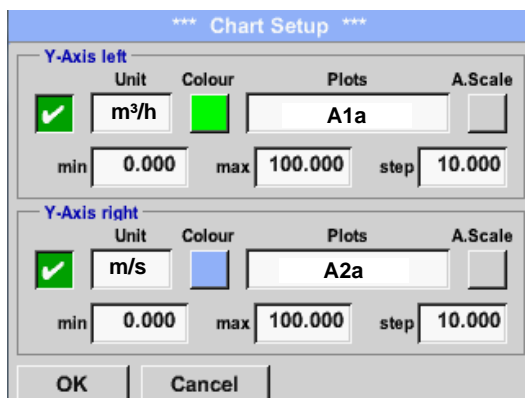 *** Chart Setup ***
Y-Axis left
Unit Colour Plots A.Scale
m³/h A1a
min 0.000 max 100.000 step 10.000
Y-Axis right
Unit Colour Plots A.Scale
m/s A2a
min 0.000 max 100.000 step 10.000
OK Cancel